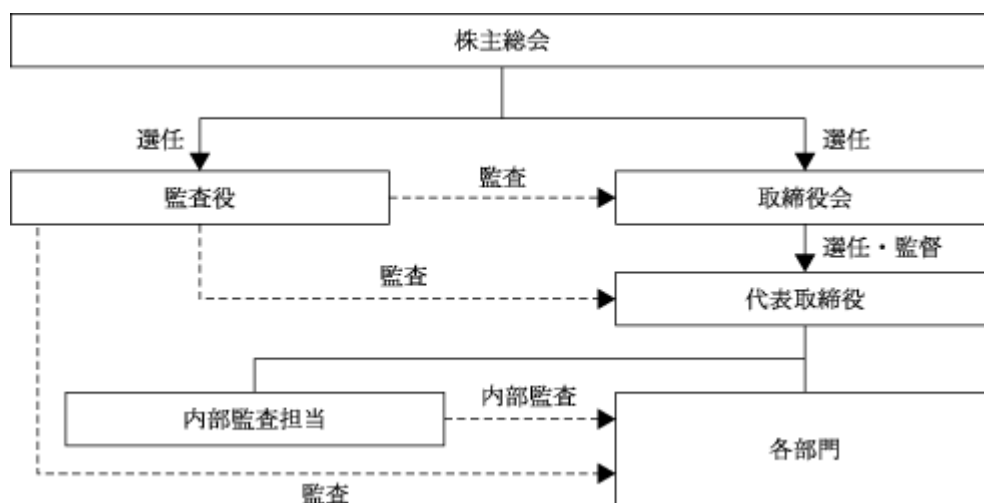 株主総会
選任
選任
監査役
監査
取締役会
選任・監督
監査
代表取締役
内部監査担当
内部監査
各部門
監査